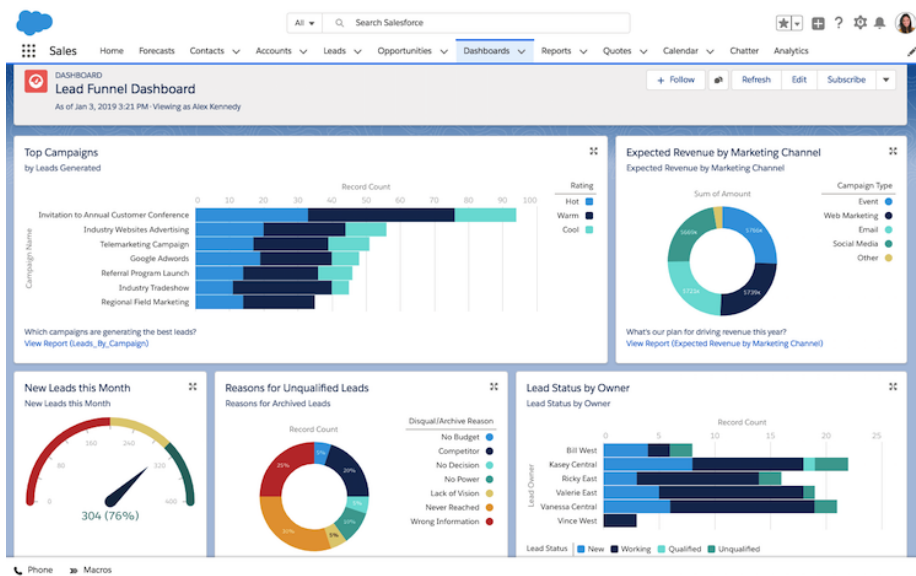 All
Search Salesforce
Sales
Home
Forecasts
Contacts
Accounts
Leads
Opportunities
Dashboards
Reports
Quotes
Calendar
Chatter
Analytics
DASHBOARD
Lead Funnel Dashboard
As of Jan 3, 2019 3:21 PM·Viewing as Alex Kennedy
+ Follow
Refresh
Edit
Subscribe
Top Campaigns
by Leads Generated
Record Count
0 10 20 30 40 50 60 70 80 90 100
Campaign Name
Invitation to Annual Customer Conference
Industry Websites Advertising
Telemarketing Campaign
Google Adwords
Referral Program Launch
Industry Tradeshow
Regional Field Marketing
Rating
Hot
Warm
Cool
Which campaigns are generating the best leads?
View Report (Leads_By_Campaign)
Expected Revenue by Marketing Channel
Expected Revenue by Marketing Channel
Sum of Amount
$669k
$786k
$723k
$739k
Campaign Type
Event
Web Marketing
Email
Social Media
Other
What's our plan for driving revenue this year?
View Report (Expected Revenue by Marketing Channel)
New Leads this Month
New Leads this Month
0 80 160 240 320 400
304 (76%)
Reasons for Unqualified Leads
Reasons for Archived Leads
Record Count
5%
20%
5%
10%
5%
25%
Disqual/Archive Reason
No Budget
Competitor
No Decision
No Power
Lack of Vision
Never Reached
Wrong Information
Lead Status by Owner
Lead Status by Owner
Record Count
0 5 10 15 20 25
Lead Owner
Bill West
Kasey Central
Ricky East
Valerie East
Vanessa Central
Vince West
Lead Status
New
Working
Qualified
Unqualified
Phone
Macros